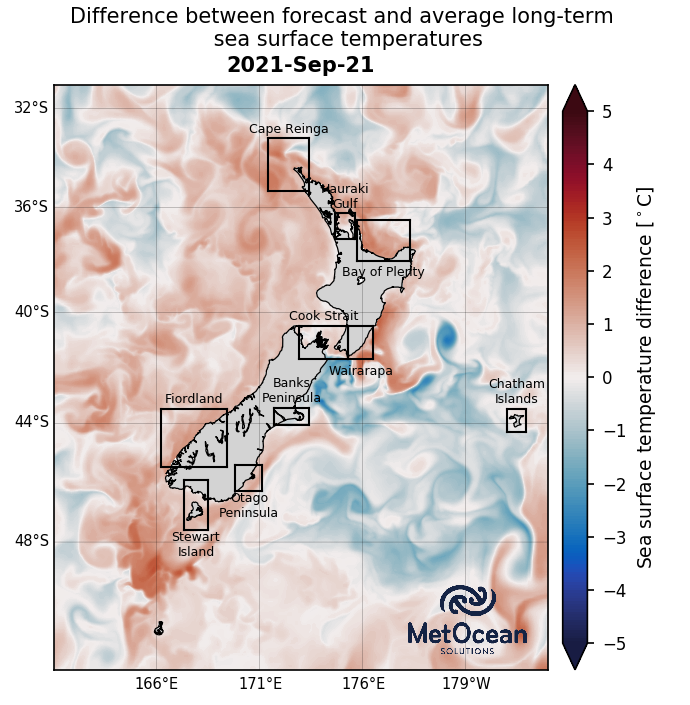 Difference between forecast and average long-term
sea surface temperatures
2021-Sep-21
32°S
36°S
40°S
44°S
48°S
166°E
171°E
176°E
179°W
Cape Reinga
Hauraki
Gulf
Bay of Plenty
Cook Strait
Wairarapa
Banks
Peninsula
Fiordland
Chatham
Islands
Otago
Peninsula
Stewart
Island
MetOcean
SOLUTIONS
5
4
3
2
1
0
−1
−2
−3
−4
−5
Sea surface temperature difference [°C]